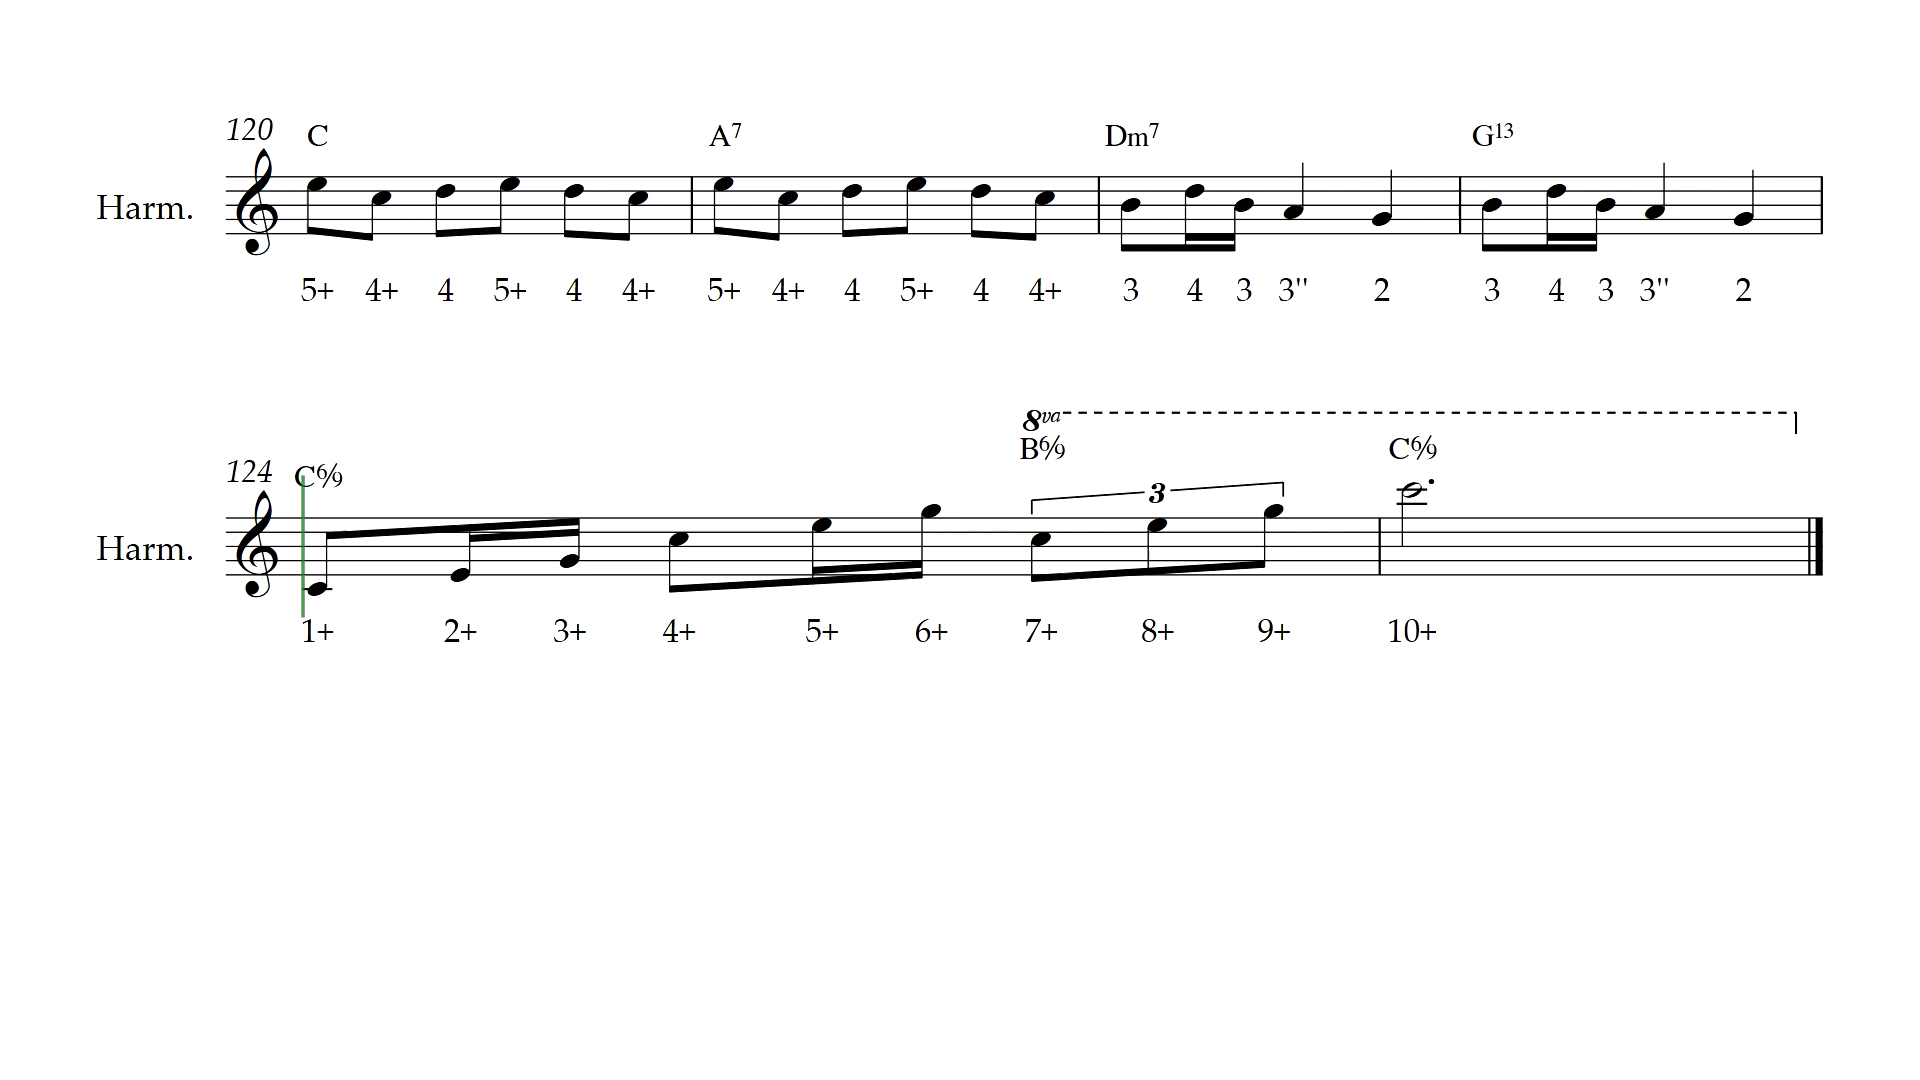 120 C A7 Dm7 G13
Harm.
5+ 4+ 4 5+ 4 4+ 5+ 4+ 4 5+ 4 4+ 3 4 3 3'' 2 3 4 3 3'' 2
8va
124 C6/9 B6/9 C6/9
3
Harm.
1+ 2+ 3+ 4+ 5+ 6+ 7+ 8+ 9+ 10+